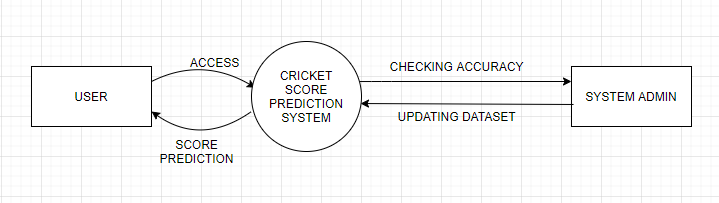 ACCESS
CHECKING ACCURACY
USER
CRICKET
SCORE
PREDICTION
SYSTEM
SYSTEM ADMIN
UPDATING DATASET
SCORE
PREDICTION